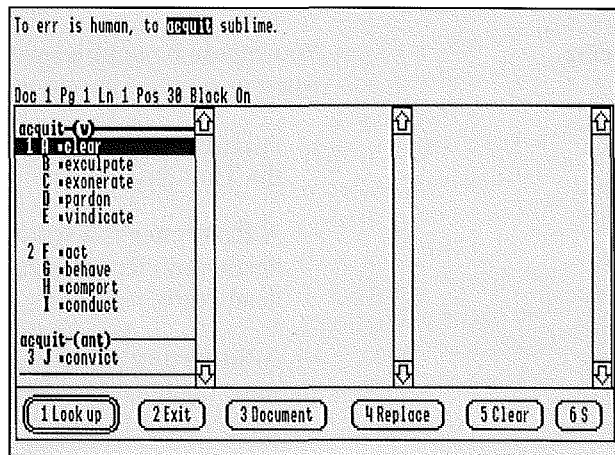 To err is human, to acquit sublime.
Doc 1 Pg 1 Ln 1 Pos 30 Block On
acquit-(v)
1 A ▪clear
B ▪exculpate
C ▪exonerate
D ▪pardon
E ▪vindicate
2 F ▪act
G ▪behave
H ▪comport
I ▪conduct
acquit-(ant)
3 J ▪convict
1 Look up 2 Exit 3 Document 4 Replace 5 Clear 6 S